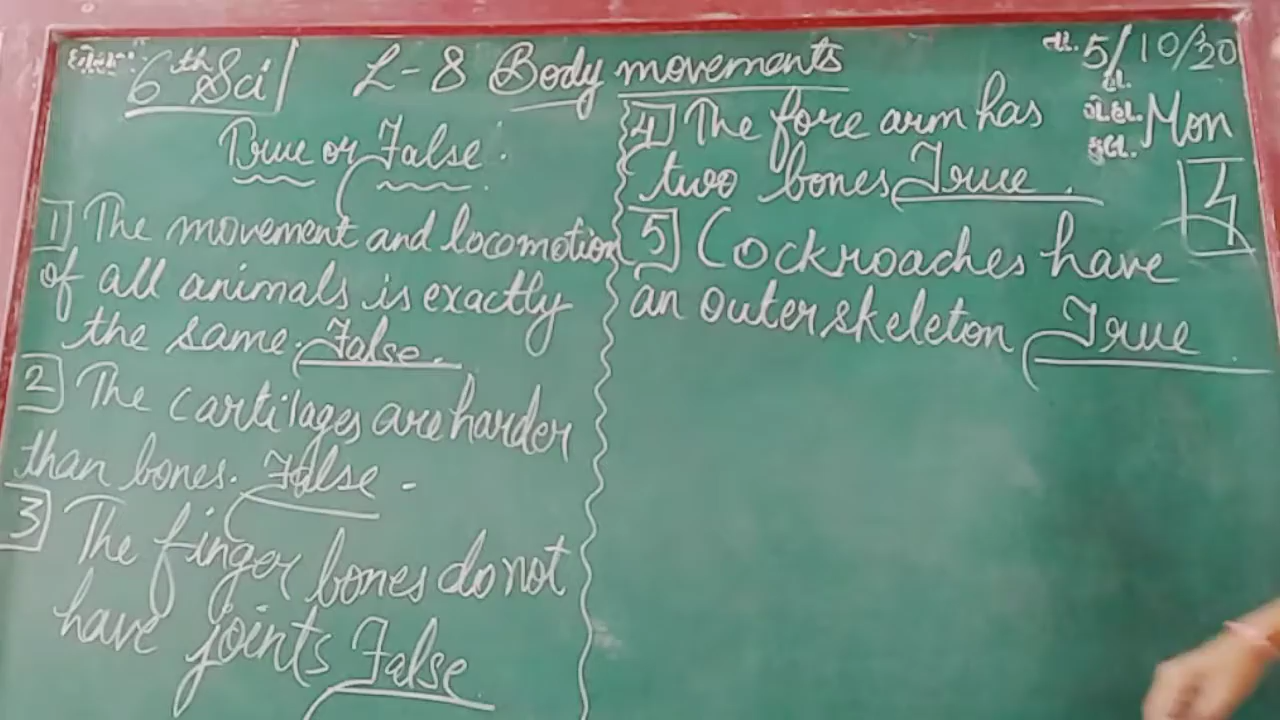 6th Sci
L-8 Body movements
True or False.
1 The movement and locomotion
of all animals is exactly
the same. False.
2 The cartilages are harder
than bones. False.
3 The finger bones do not
have joints False
4 The fore arm has
two bones True.
5 Cockroaches have
an outer skeleton True
તા. 5/10/20
Mon